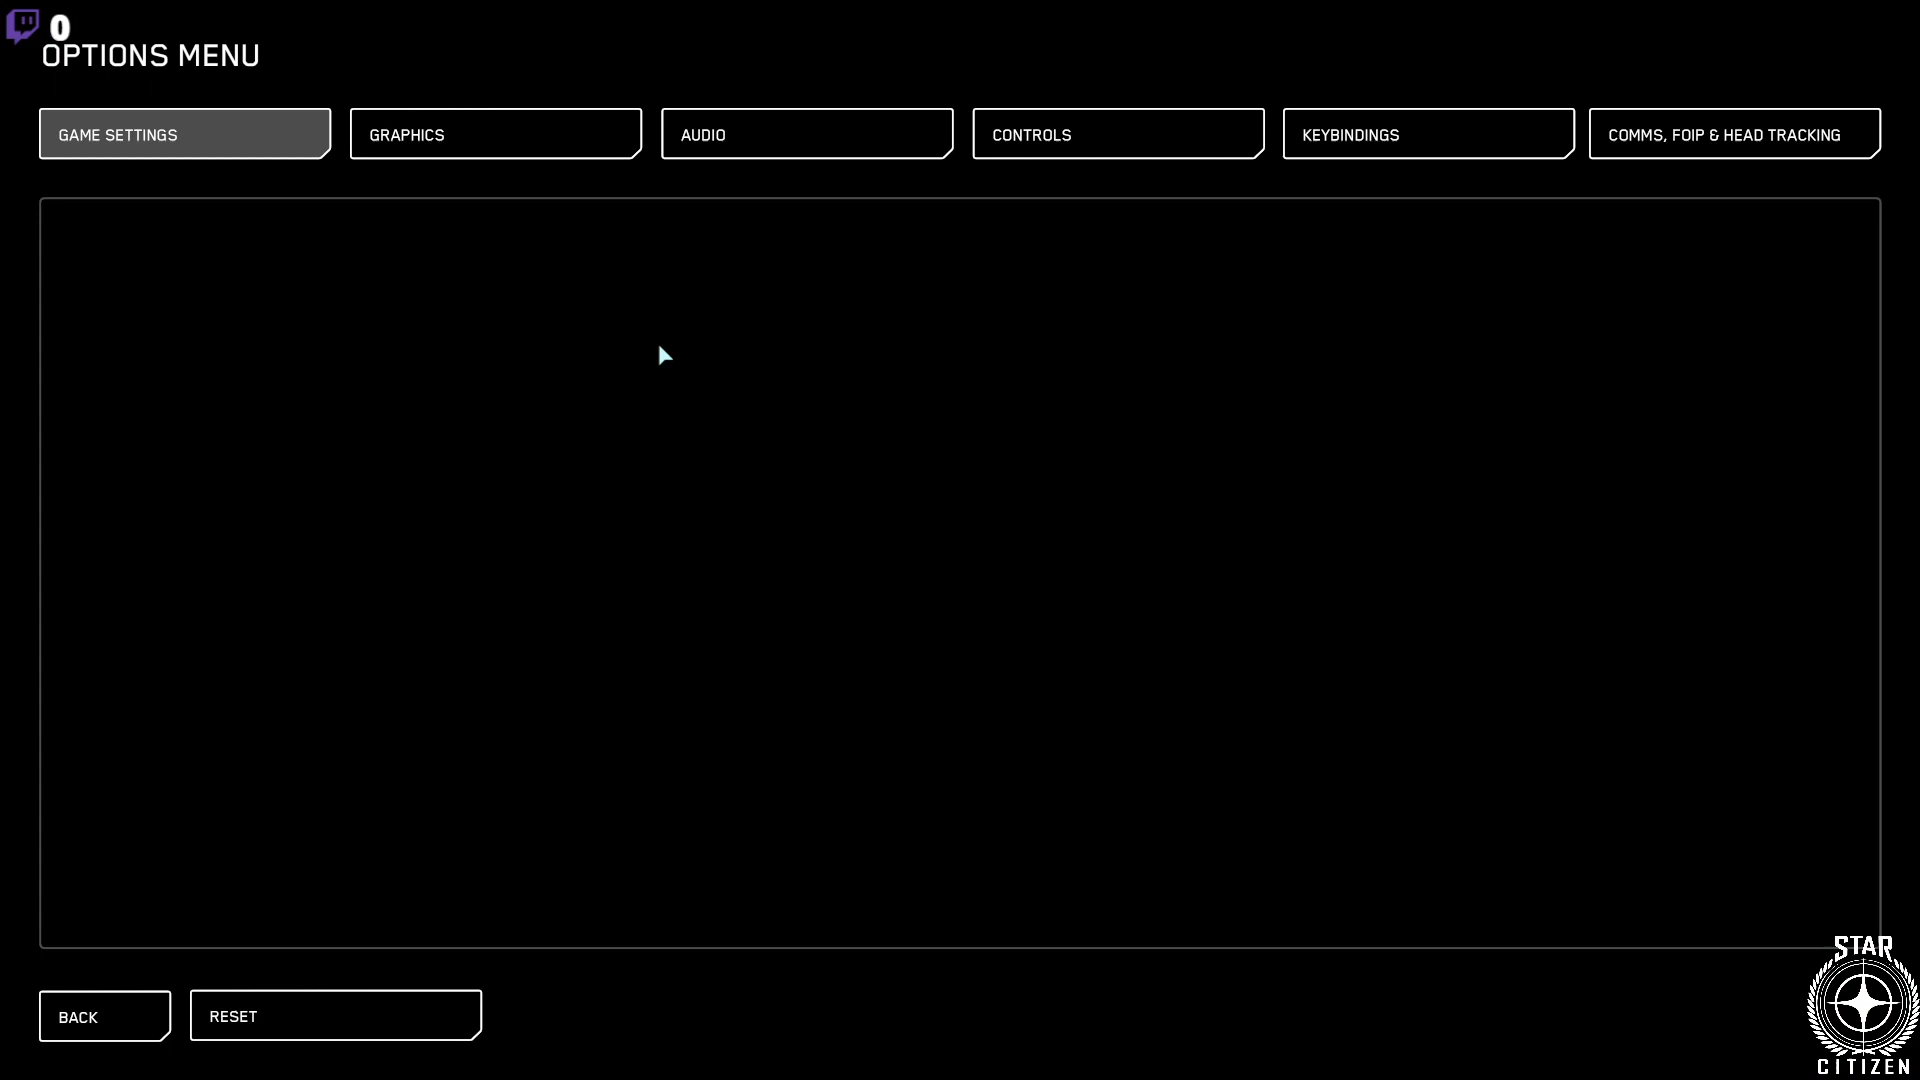 0
OPTIONS MENU
GAME SETTINGS
GRAPHICS
AUDIO
CONTROLS
KEYBINDINGS
COMMS, FOIP & HEAD TRACKING
BACK
RESET
STAR
CITIZEN